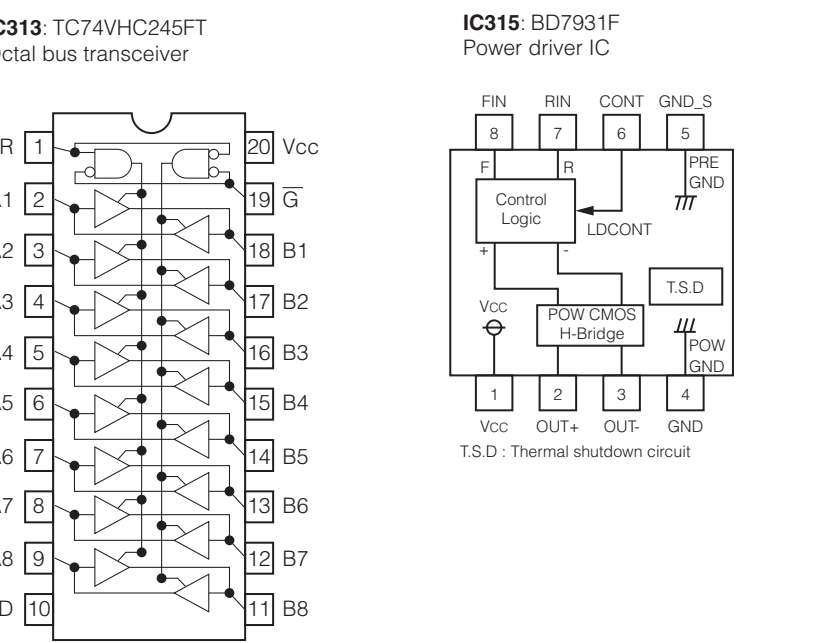 C313: TC74VHC245FT
ctal bus transceiver
R 1
20 Vcc
1 2
19 G
2 3
18 B1
3 4
17 B2
4 5
16 B3
5 6
15 B4
6 7
14 B5
7 8
13 B6
8 9
12 B7
D 10
11 B8
IC315: BD7931F
Power driver IC
FIN RIN CONT GND_S
8 7 6 5
F R PRE
GND
Control
Logic
LDCONT
+ -
T.S.D
Vcc
POW CMOS
H-Bridge
POW
GND
1 2 3 4
Vcc OUT+ OUT- GND
T.S.D : Thermal shutdown circuit